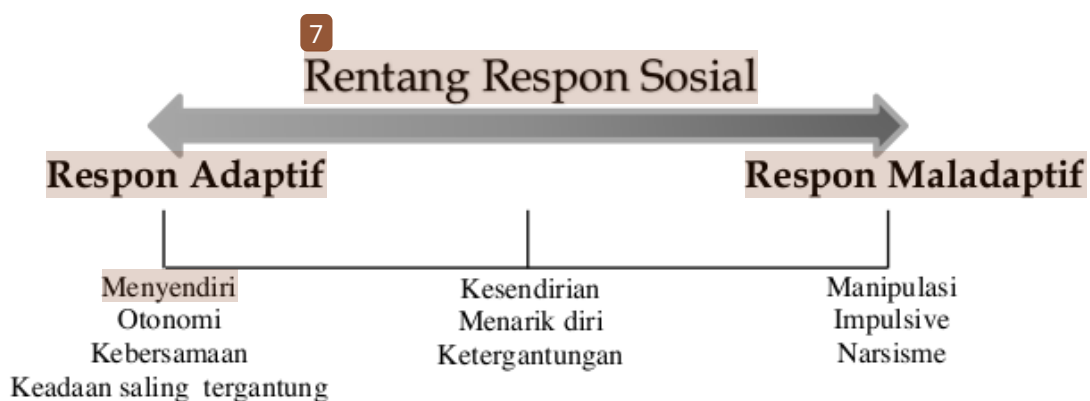 7
Rentang Respon Sosial
Respon Adaptif
Respon Maladaptif
Menyendiri
Otonomi
Kebersamaan
Keadaan saling tergantung
Kesendirian
Menarik diri
Ketergantungan
Manipulasi
Impulsive
Narsisme